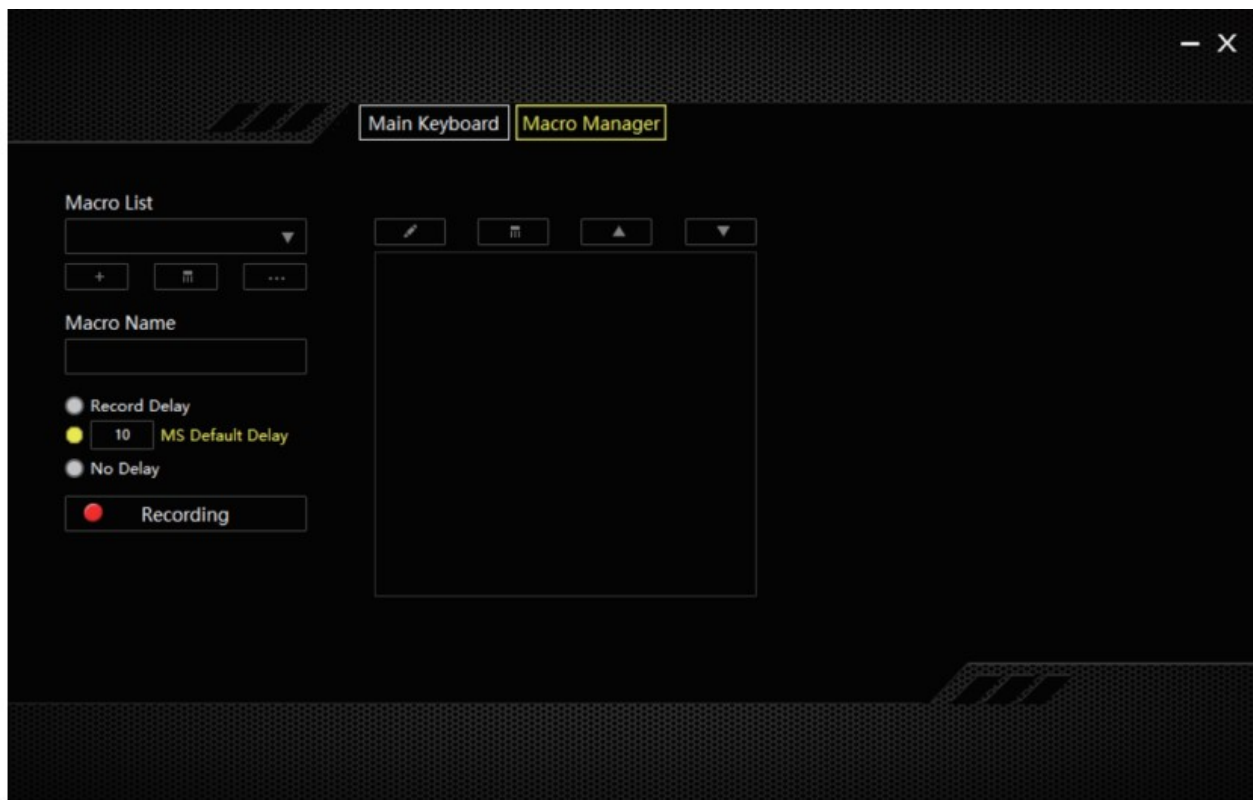 Main Keyboard
Macro Manager
Macro List
+
...
Macro Name
Record Delay
10 MS Default Delay
No Delay
Recording